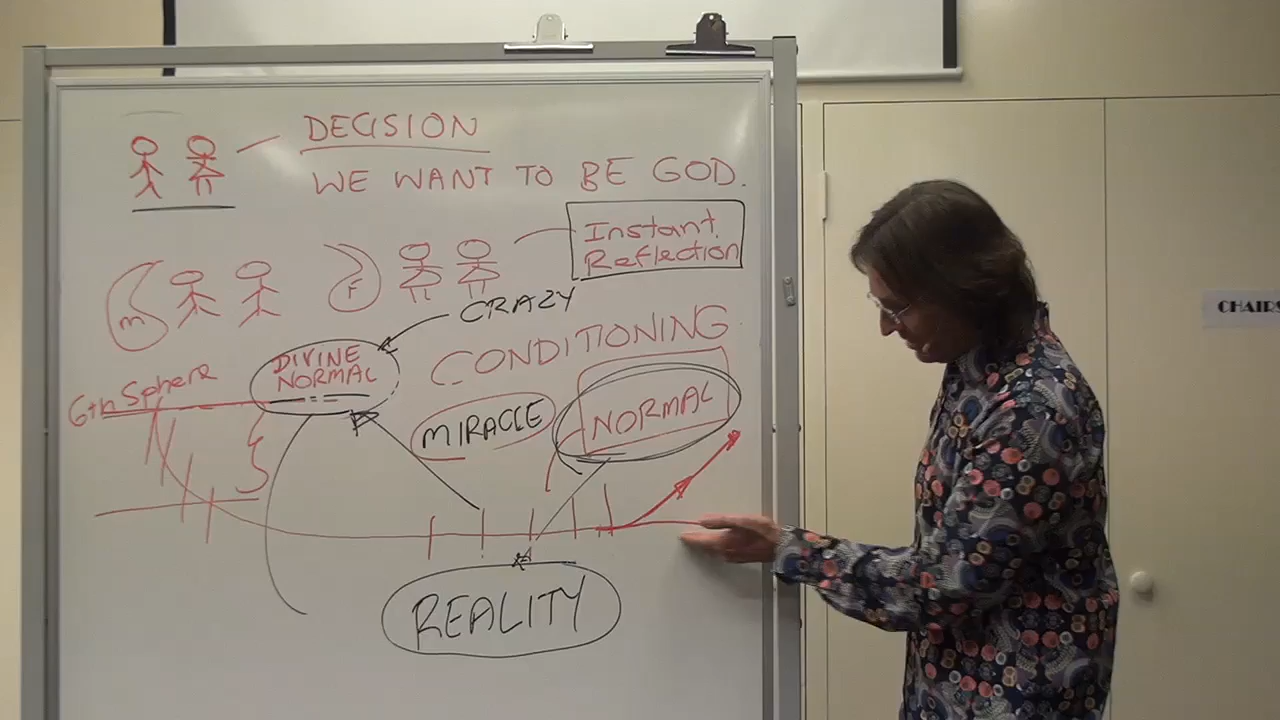 DECISION
WE WANT TO BE GOD.
Instant
Reflection
m
F
CRAZY
CONDITIONING
DIVINE
NORMAL
6th Sphere
MIRACLE
NORMAL
REALITY
CHAIRS